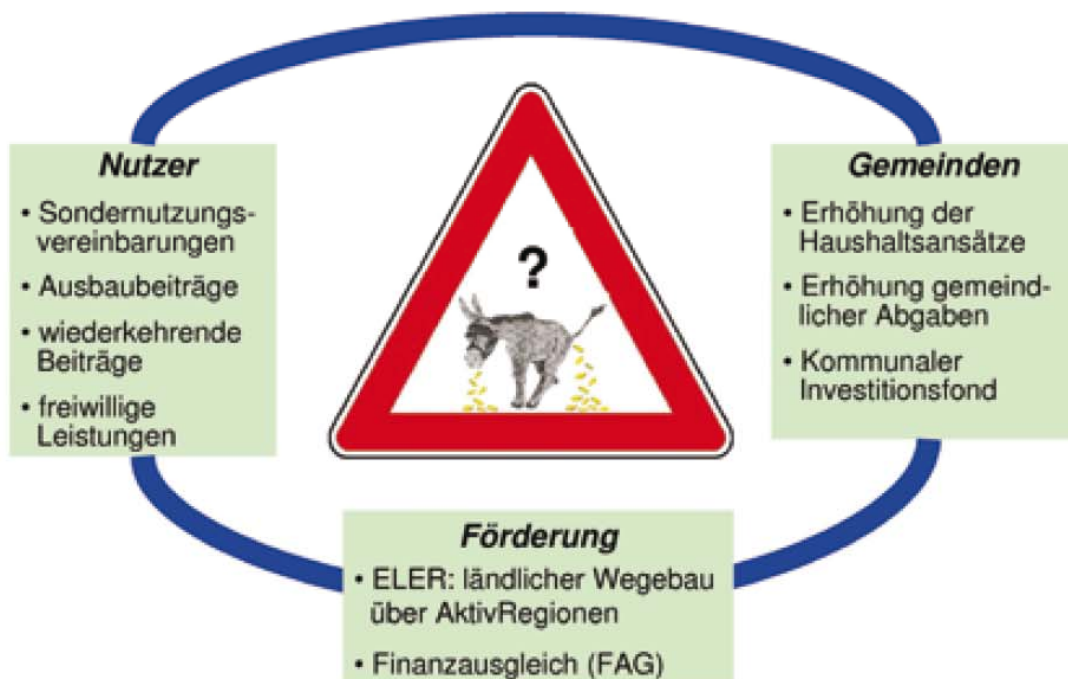 Nutzer
• Sondernutzungs-
vereinbarungen
• Ausbaubeiträge
• wiederkehrende
Beiträge
• freiwillige
Leistungen
?
Gemeinden
• Erhöhung der
Haushaltsansätze
• Erhöhung gemeind-
licher Abgaben
• Kommunaler
Investitionsfond
Förderung
• ELER: ländlicher Wegebau
über AktivRegionen
• Finanzausgleich (FAG)